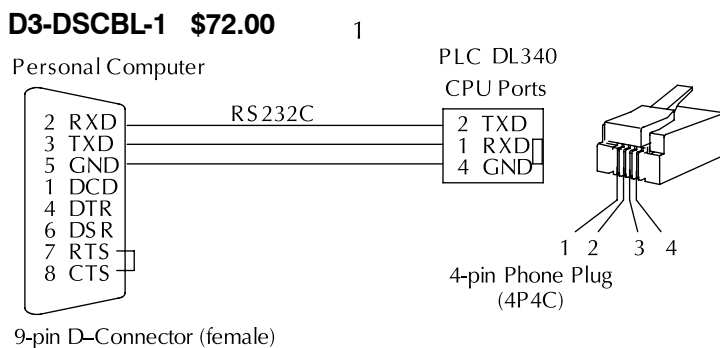 D3-DSCBL-1 $72.00
1
Personal Computer
PLC DL340
CPU Ports
RS232C
2 RXD
3 TXD
5 GND
1 DCD
4 DTR
6 DSR
7 RTS
8 CTS
2 TXD
1 RXD
4 GND
1 2 3 4
4-pin Phone Plug
(4P4C)
9-pin D–Connector (female)